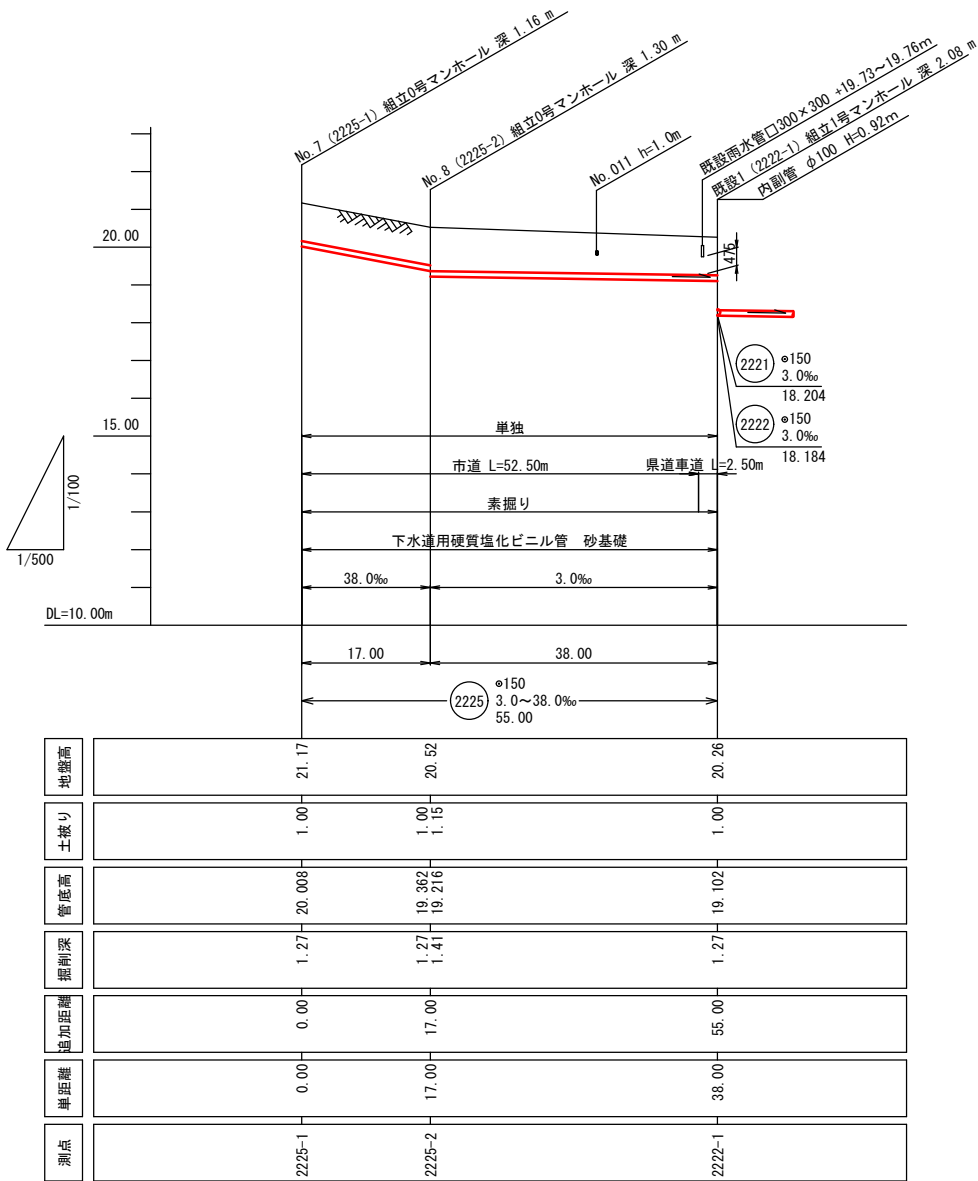 No.7 (2225-1) 組立0号マンホール 深 1.16 m
No.8 (2225-2) 組立0号マンホール 深 1.30 m
No.011 h=1.0m
既設雨水管口300×300 +19.73～19.76m
既設1 (2222-1) 組立1号マンホール 深 2.08 m
内副管 φ100 H=0.92m
20.00
475
2221
⊙150
3.0‰
18.204
2222
⊙150
3.0‰
18.184
15.00
単独
市道 L=52.50m
県道車道 L=2.50m
1/100
素掘り
下水道用硬質塩化ビニル管 砂基礎
1/500
38.0‰
3.0‰
DL=10.00m
17.00
38.00
2225
⊙150
3.0～38.0‰
55.00
地盤高
21.17
20.52
20.26
土被り
1.00
1.00
1.15
1.00
管底高
20.008
19.362
19.216
19.102
掘削深
1.27
1.27
1.41
1.27
追加距離
0.00
17.00
55.00
単距離
0.00
17.00
38.00
測点
2225-1
2225-2
2222-1